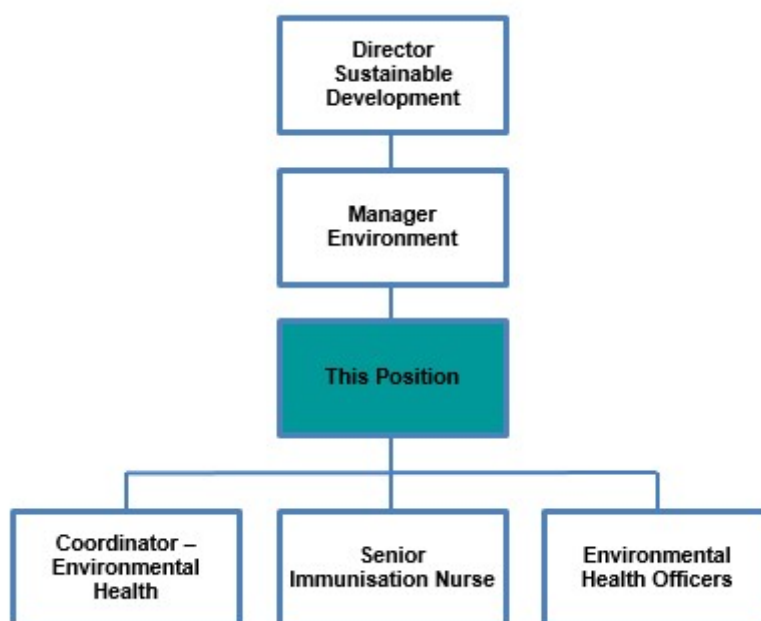 Director
Sustainable
Development
Manager
Environment
This Position
Coordinator –
Environmental
Health
Senior
Immunisation Nurse
Environmental
Health Officers